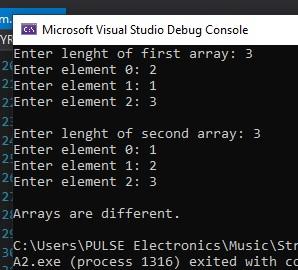 m.
Microsoft Visual Studio Debug Console
Enter lenght of first array: 3
Enter element 0: 2
Enter element 1: 1
Enter element 2: 3
Enter lenght of second array: 3
Enter element 0: 1
Enter element 1: 2
Enter element 2: 3
Arrays are different.
C:\Users\PULSE Electronics\Music\Str
A2.exe (process 1316) exited with co